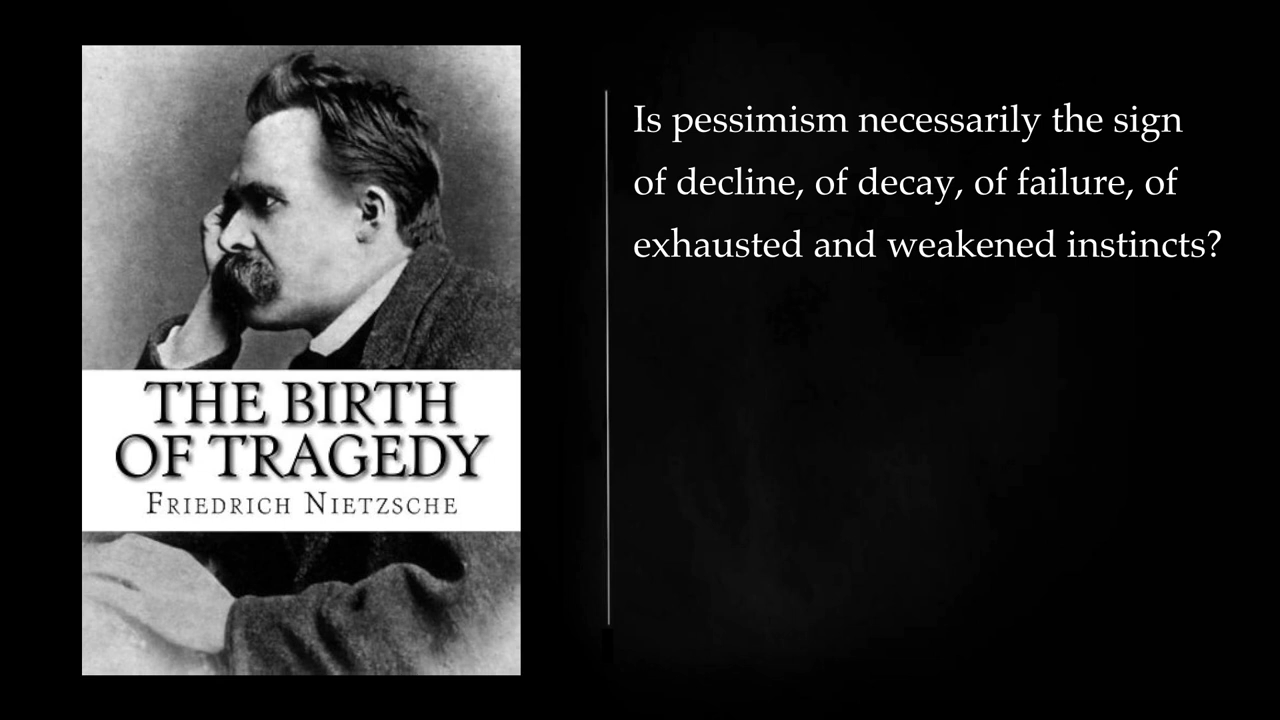 THE BIRTH
OF TRAGEDY
FRIEDRICH NIETZSCHE
Is pessimism necessarily the sign
of decline, of decay, of failure, of
exhausted and weakened instincts?